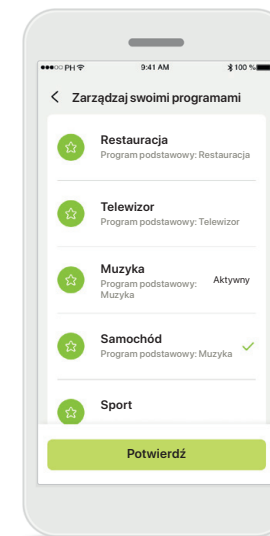 PH 9:41 AM 100 %
Zarządzaj swoimi programami
Restauracja
Program podstawowy: Restauracja
Telewizor
Program podstawowy: Telewizor
Muzyka
Program podstawowy:
Muzyka
Aktywny
Samochód
Program podstawowy: Muzyka
Sport
Potwierdź